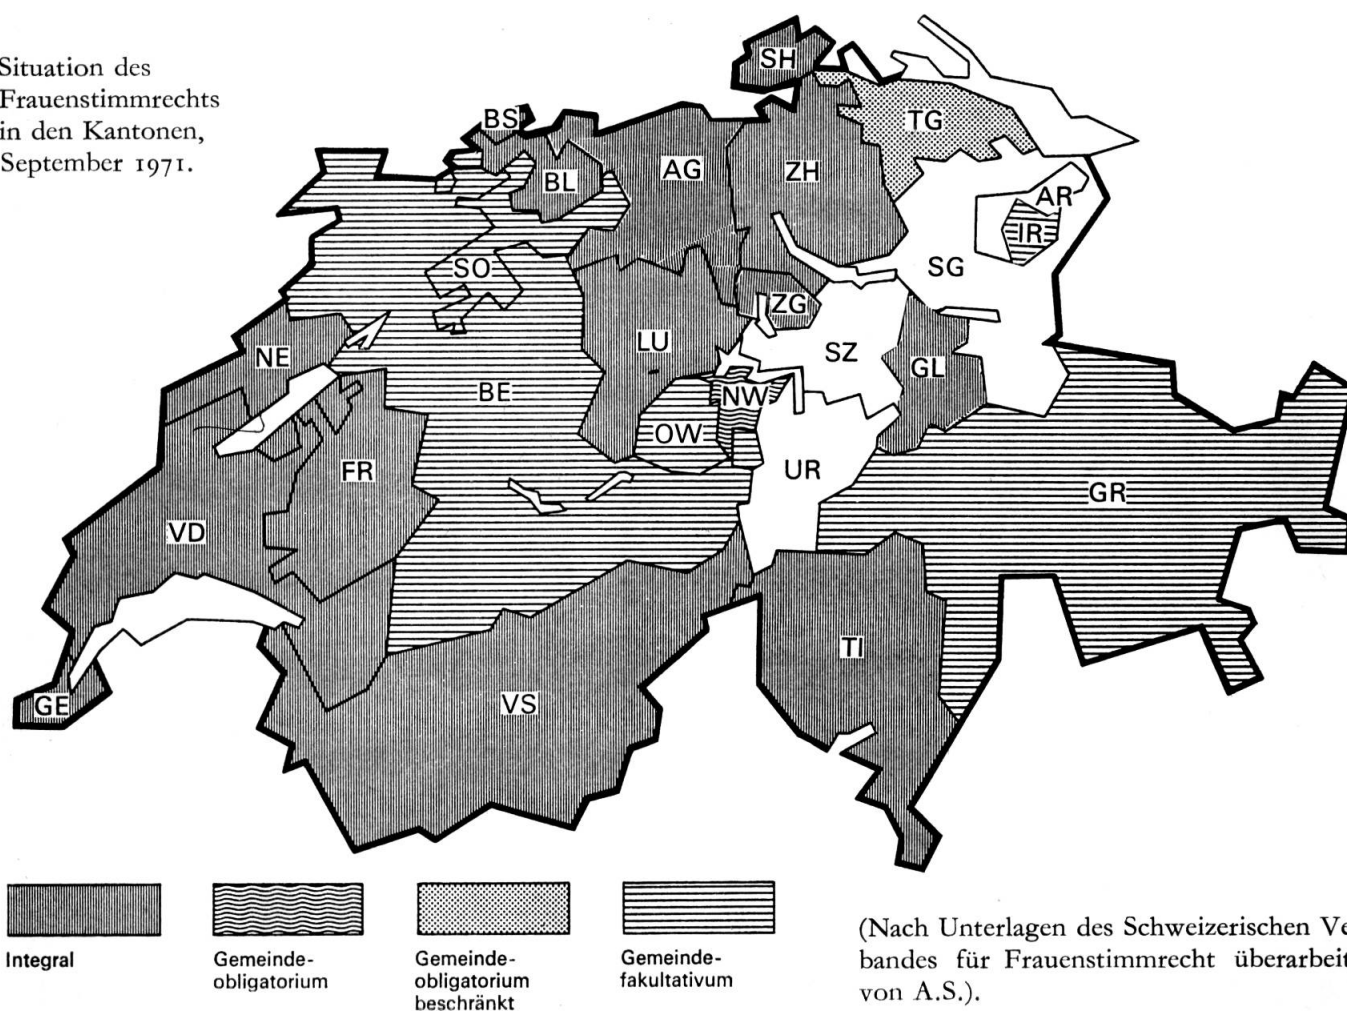 Situation des
Frauenstimmrechts
in den Kantonen,
September 1971.
SH
BS
TG
BL
AG
ZH
AR
IR
SO
SG
ZG
NE
LU
SZ
GL
BE
NW
OW
FR
UR
GR
VD
TI
GE
VS
Integral
Gemeinde-
obligatorium
Gemeinde-
obligatorium
beschränkt
Gemeinde-
fakultativum
(Nach Unterlagen des Schweizerischen Ve
bandes für Frauenstimmrecht überarbeit
von A.S.).